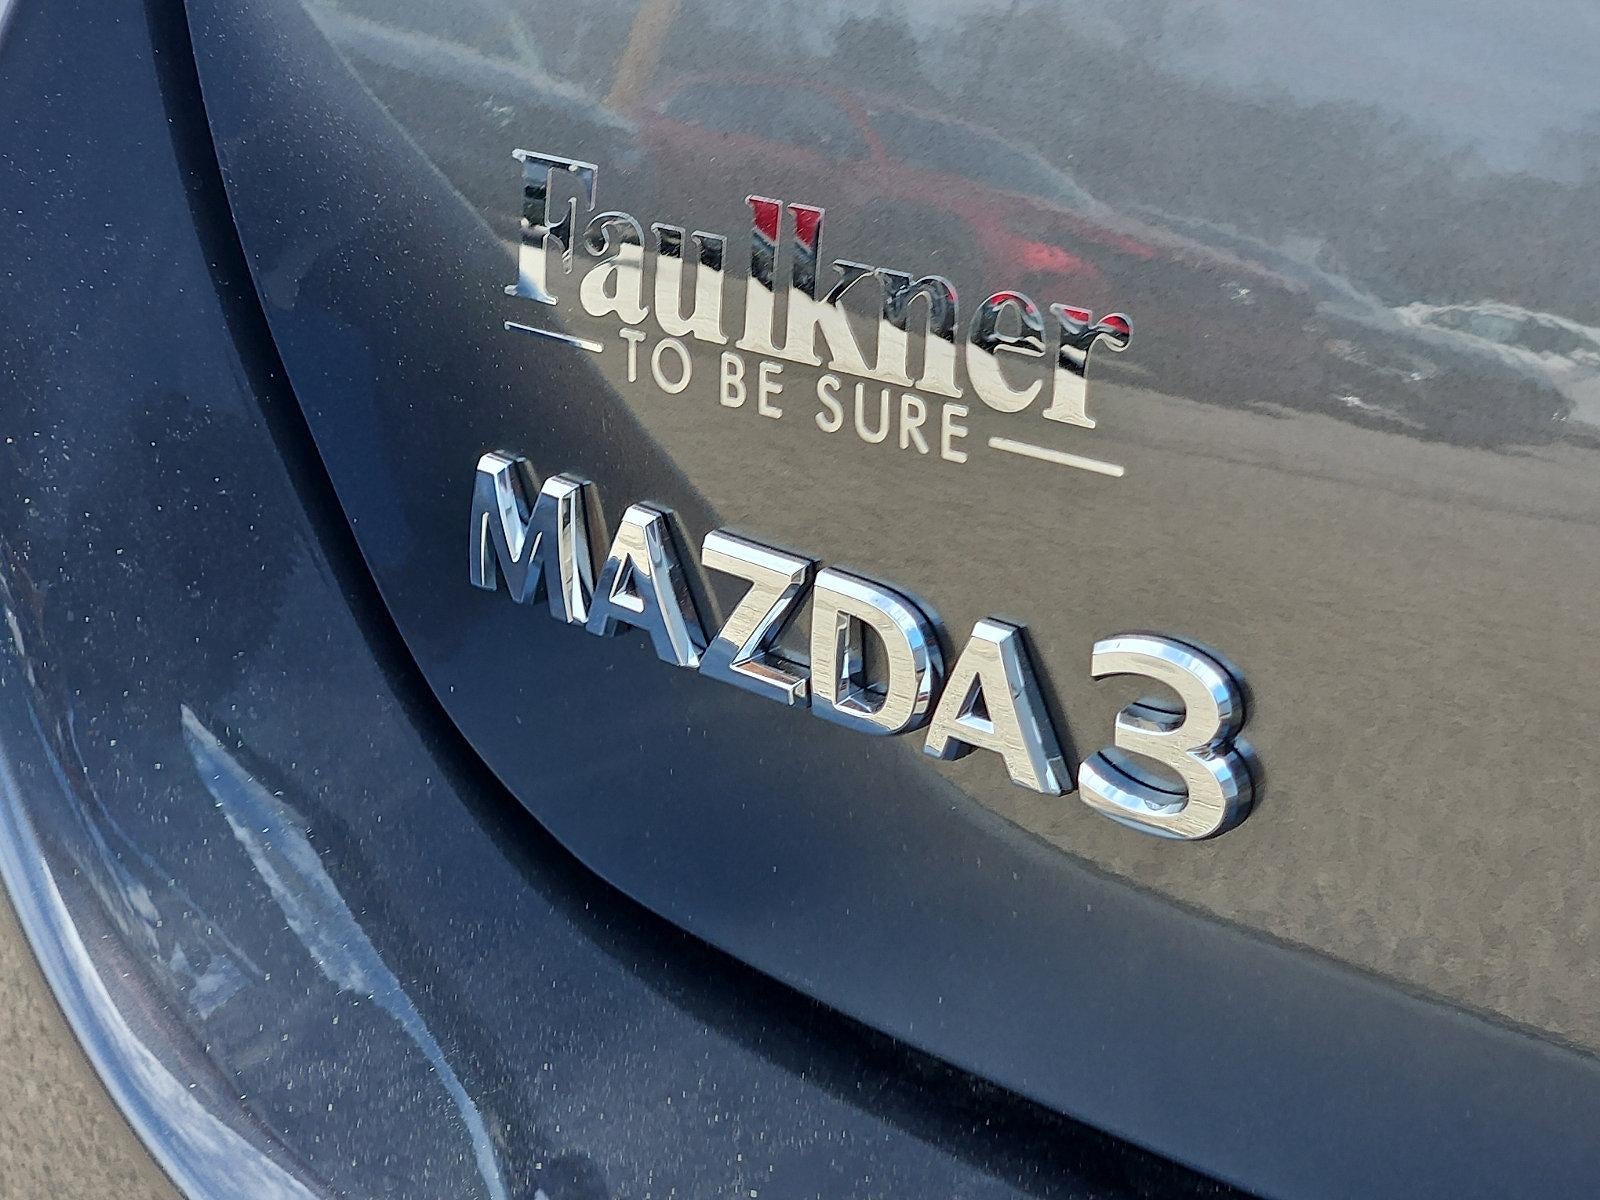 Faulkner
TO BE SURE
MAZDA3